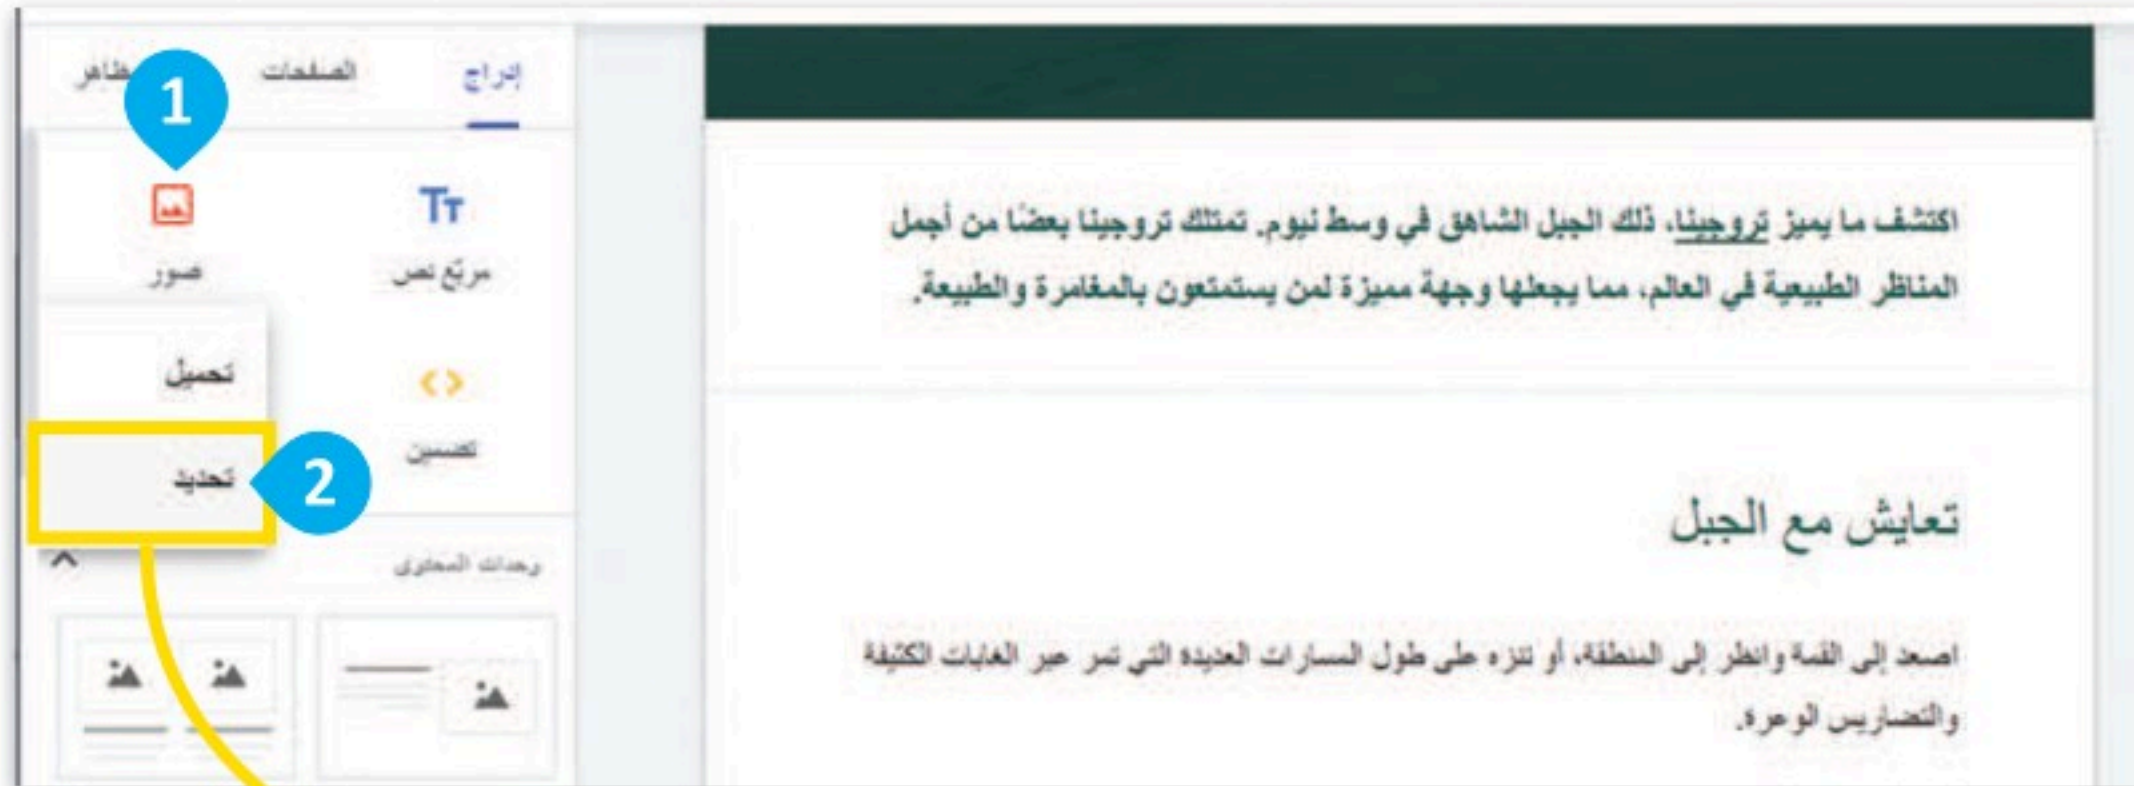 إدراج
الصفحات
1
صور
مربّع نص
تحميل
تضمين
تحديد
2
وحدات المحتوى
اكتشف ما يميز تروجينا، ذلك الجبل الشاهق في وسط نيوم. تمتلك تروجينا بعضًا من أجمل
المناظر الطبيعية في العالم، مما يجعلها وجهة مميزة لمن يستمتعون بالمغامرة والطبيعة.
تعايش مع الجبل
اصعد إلى القمة وانظر إلى المنطقة، أو تنزه على طول المسارات العديدة التي تمر عبر الغابات الكثيفة
والتضاريس الوعرة.